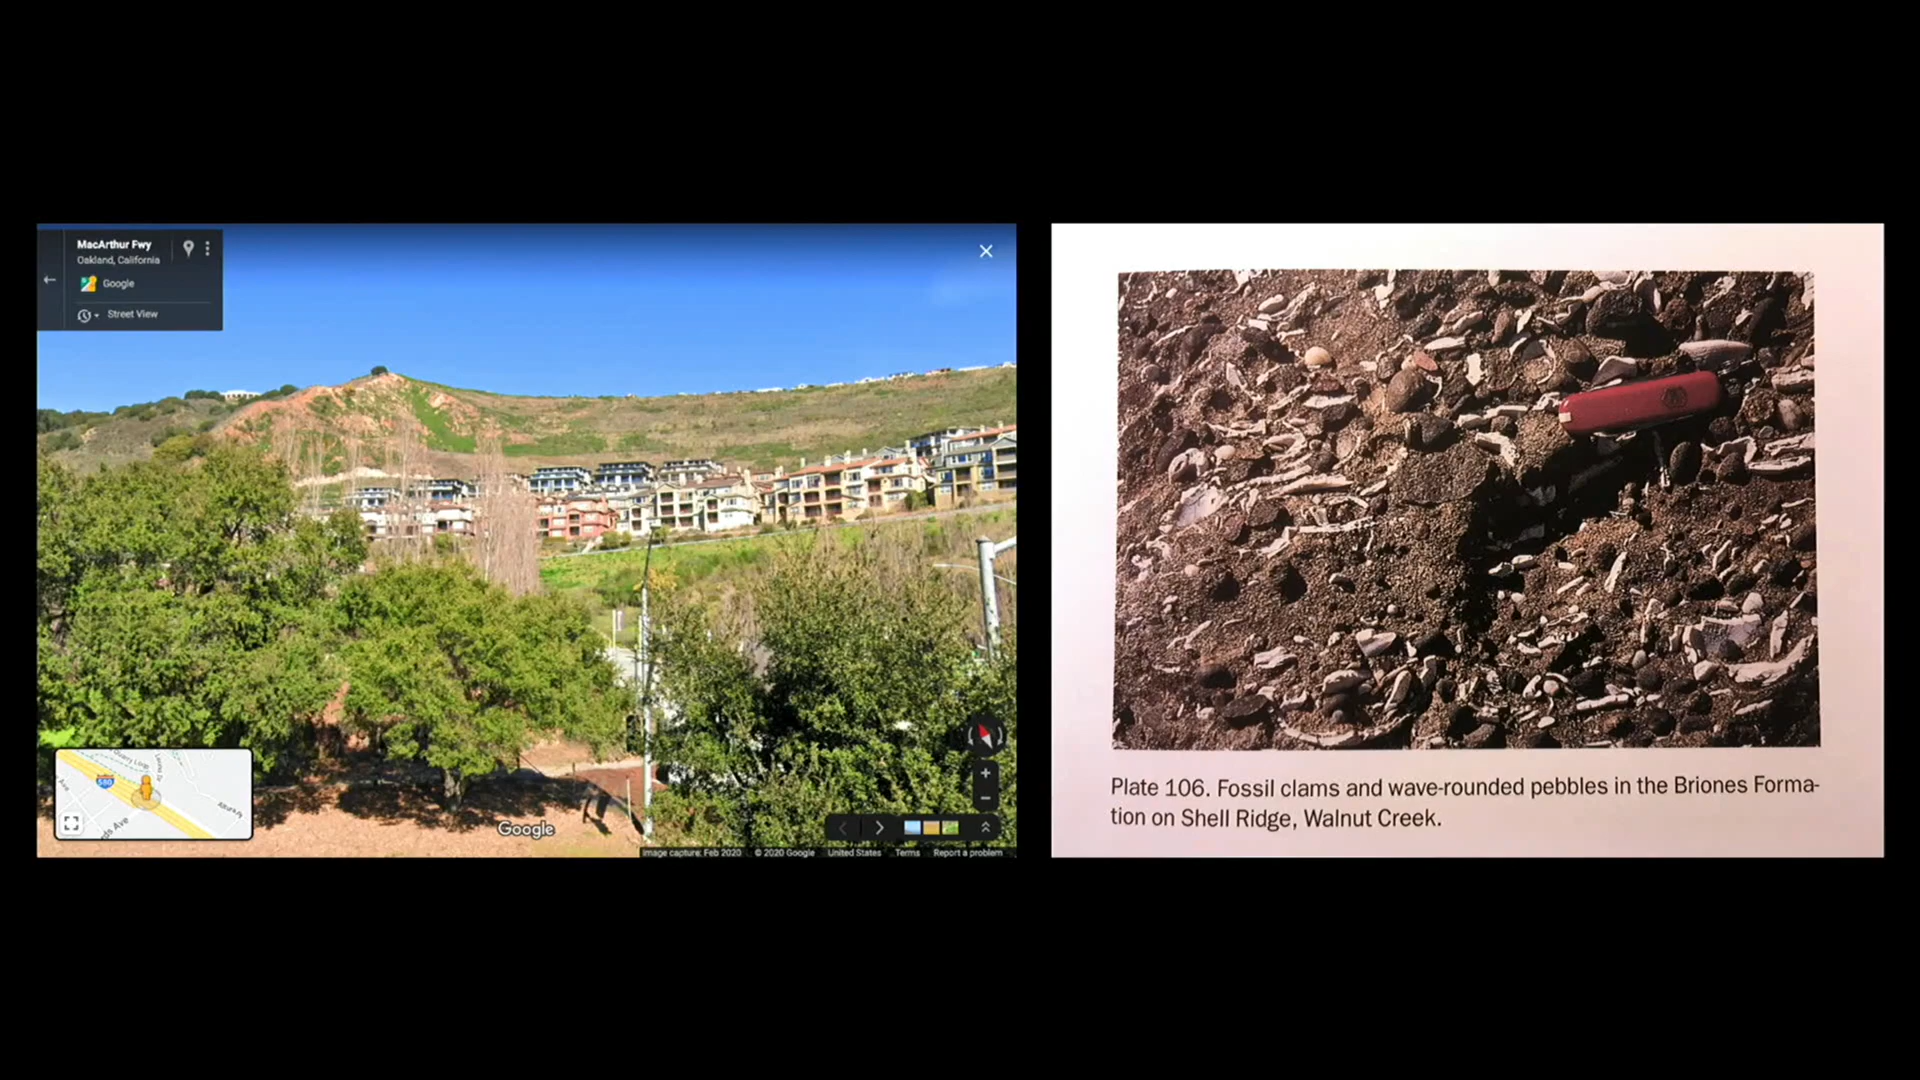 MacArthur Fwy
Oakland, California
Google
Street View
580
Google
Image capture: Feb 2020 © 2020 Google United States Terms Report a problem
Plate 106. Fossil clams and wave-rounded pebbles in the Briones Forma-
tion on Shell Ridge, Walnut Creek.